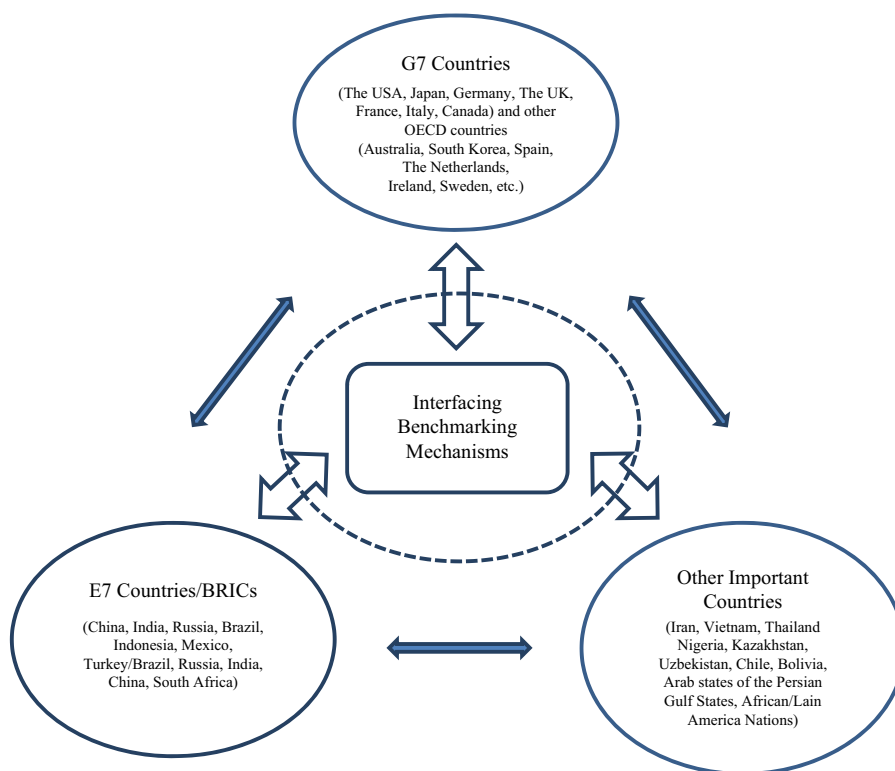 G7 Countries
(The USA, Japan, Germany, The UK,
France, Italy, Canada) and other
OECD countries
(Australia, South Korea, Spain,
The Netherlands,
Ireland, Sweden, etc.)
Interfacing
Benchmarking
Mechanisms
E7 Countries/BRICs
(China, India, Russia, Brazil,
Indonesia, Mexico,
Turkey/Brazil, Russia, India,
China, South Africa)
Other Important
Countries
(Iran, Vietnam, Thailand
Nigeria, Kazakhstan,
Uzbekistan, Chile, Bolivia,
Arab states of the Persian
Gulf States, African/Lain
America Nations)